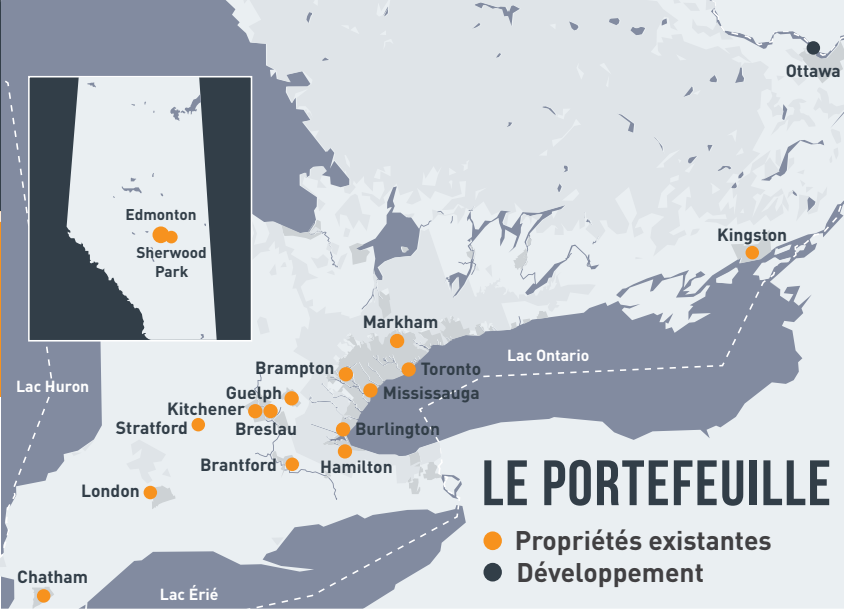 Ottawa
Edmonton
Sherwood
Park
Kingston
Markham
Lac Ontario
Brampton
Toronto
Lac Huron
Guelph
Mississauga
Kitchener
Stratford
Breslau
Burlington
Brantford
Hamilton
London
LE PORTEFEUILLE
Propriétés existantes
Développement
Chatham
Lac Érié